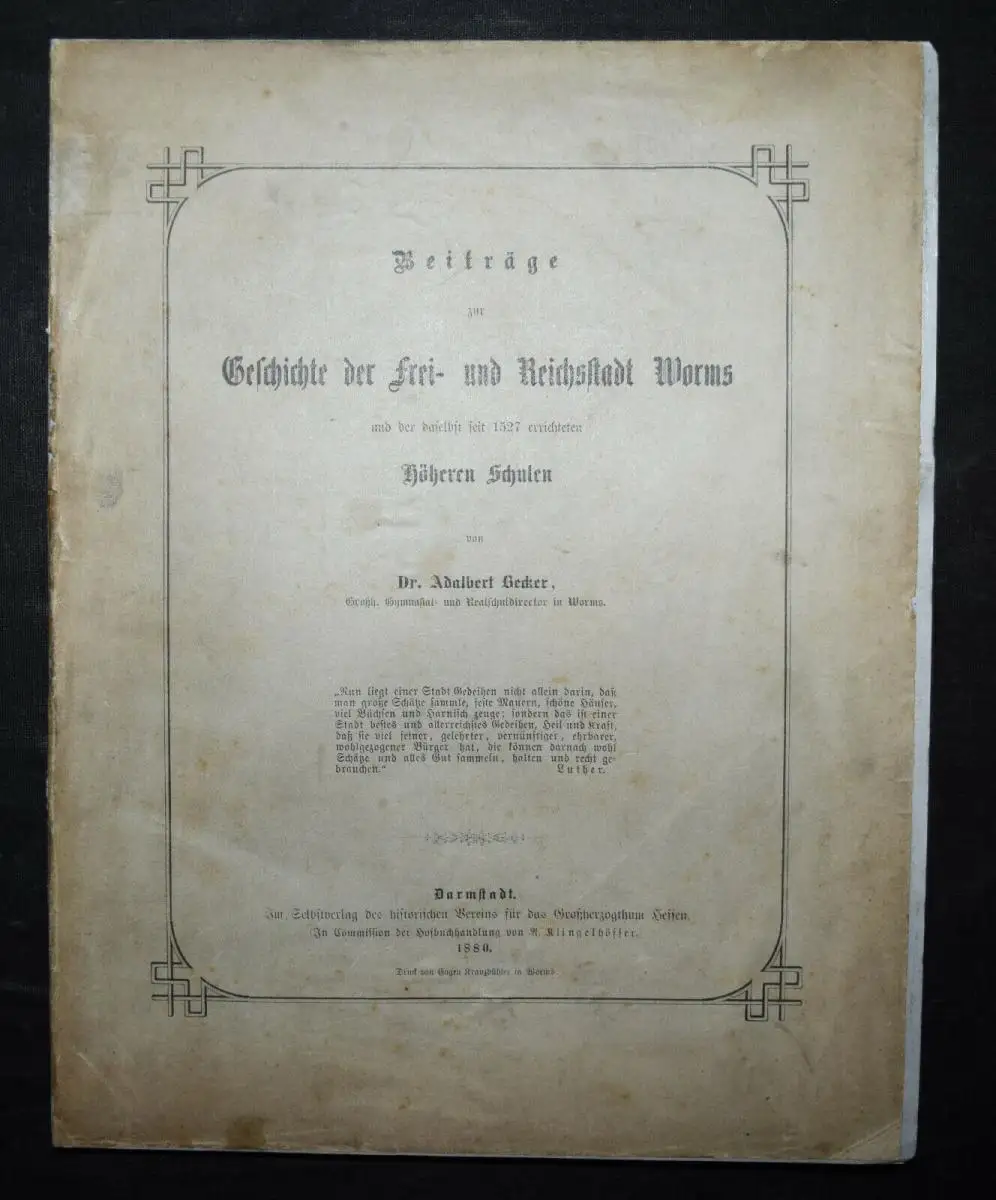 Beiträge
zur
Geschichte der Frei- und Reichsstadt Worms
und der daselbst seit 1527 errichteten
Höheren Schulen
von
Dr. Adalbert Becker,
Großh. Gymnasial- und Realschuldirector in Worms.
„Nun liegt einer Stadt Gedeihen nicht allein darin, daß
man große Schätze sammle, feste Mauern, schöne Häuser,
viel Büchsen und Harnisch zeuge; sondern das ist einer
Stadt bestes und allerreichstes Gedeihen, Heil und Kraft,
daß sie viel feiner, gelehrter, vernünftiger, ehrbarer,
wohlgezogener Bürger hat, die können darnach wohl
Schätze und alles Gut sammeln, halten und recht ge-
brauchen.“ Luther.
Darmstadt.
Im Selbstverlag des historischen Vereins für das Großherzogthum Hessen.
In Commission der Hofbuchhandlung von A. Klingelhöffer.
1880.
Druck von Eugen Kranzbühler in Worms.